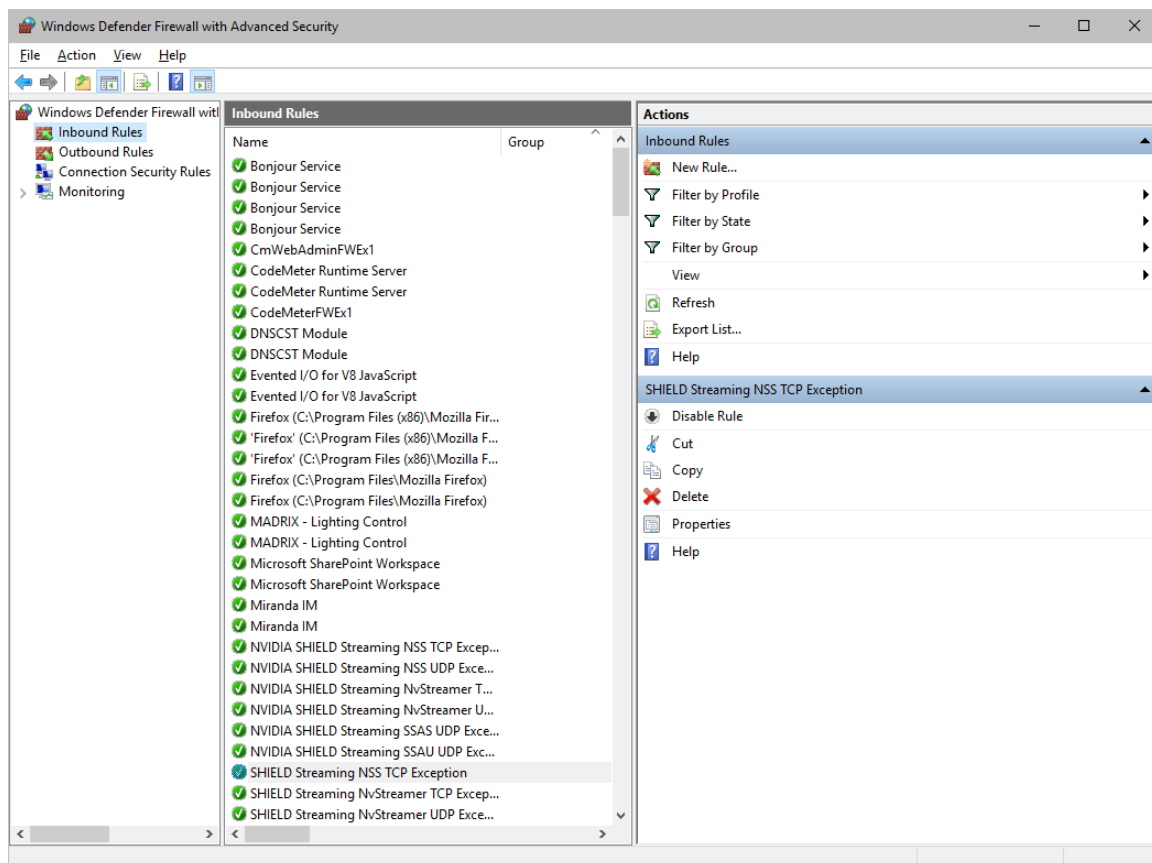 Windows Defender Firewall with Advanced Security
File Action View Help
Windows Defender Firewall with
Inbound Rules
Outbound Rules
Connection Security Rules
Monitoring
Inbound Rules
Name Group
Bonjour Service
Bonjour Service
Bonjour Service
Bonjour Service
CmWebAdminFWEx1
CodeMeter Runtime Server
CodeMeter Runtime Server
CodeMeterFWEx1
DNSCST Module
DNSCST Module
Evented I/O for V8 JavaScript
Evented I/O for V8 JavaScript
Firefox (C:\Program Files (x86)\Mozilla Fir...
'Firefox' (C:\Program Files (x86)\Mozilla F...
'Firefox' (C:\Program Files (x86)\Mozilla F...
Firefox (C:\Program Files\Mozilla Firefox)
Firefox (C:\Program Files\Mozilla Firefox)
MADRIX - Lighting Control
MADRIX - Lighting Control
Microsoft SharePoint Workspace
Microsoft SharePoint Workspace
Miranda IM
Miranda IM
NVIDIA SHIELD Streaming NSS TCP Excep...
NVIDIA SHIELD Streaming NSS UDP Exce...
NVIDIA SHIELD Streaming NvStreamer T...
NVIDIA SHIELD Streaming NvStreamer U...
NVIDIA SHIELD Streaming SSAS UDP Exce...
NVIDIA SHIELD Streaming SSAU UDP Exc...
SHIELD Streaming NSS TCP Exception
SHIELD Streaming NvStreamer TCP Excep...
SHIELD Streaming NvStreamer UDP Exce...
Actions
Inbound Rules
New Rule...
Filter by Profile
Filter by State
Filter by Group
View
Refresh
Export List...
Help
SHIELD Streaming NSS TCP Exception
Disable Rule
Cut
Copy
Delete
Properties
Help